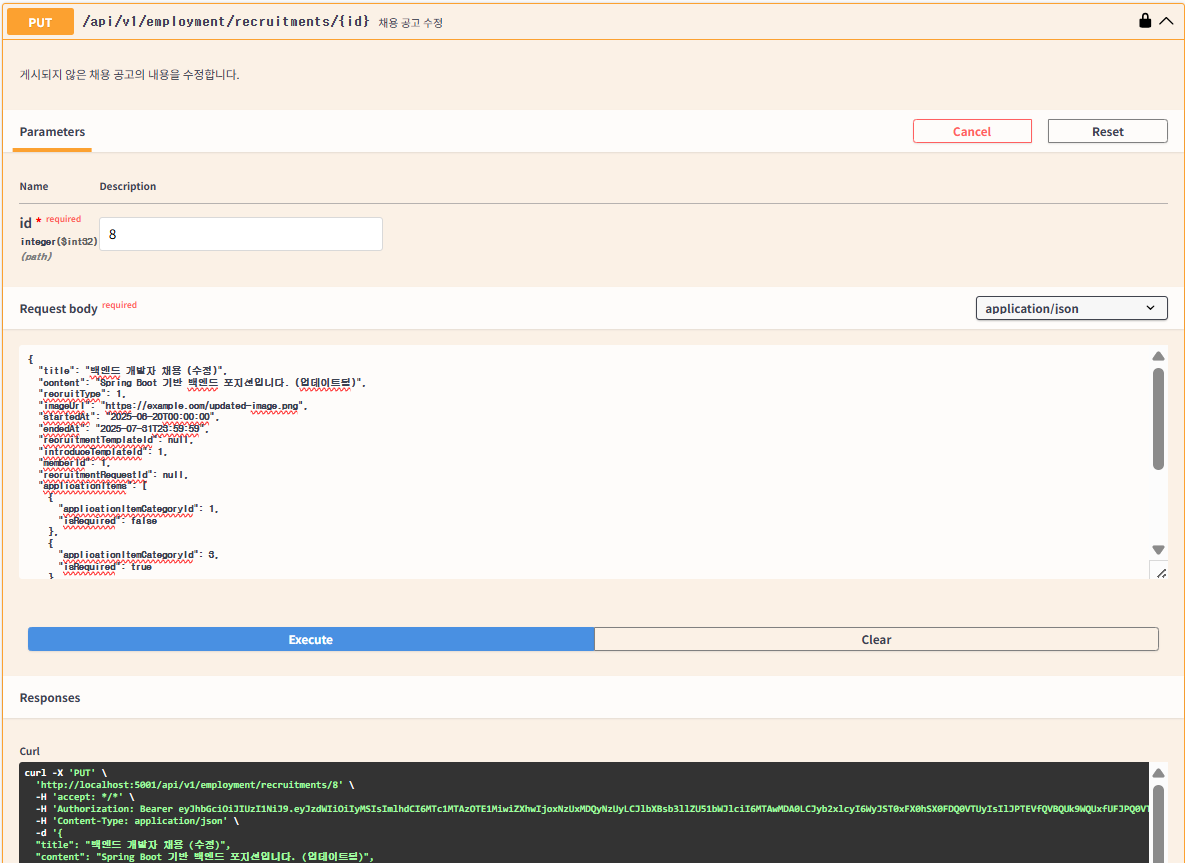 PUT /api/v1/employment/recruitments/{id} 채용 공고 수정
게시되지 않은 채용 공고의 내용을 수정합니다.
Parameters
Cancel
Reset
Name Description
id * required
integer($int32)
(path)
8
Request body required
application/json
{
"title": "백엔드 개발자 채용 (수정)",
"content": "Spring Boot 기반 백엔드 포지션입니다. (업데이트됨)",
"recruitType": 1,
"imageUrl": "https://example.com/updated-image.png",
"startedAt": "2025-06-20T00:00:00",
"endedAt": "2025-07-31T23:59:59",
"recruitmentTemplateId": null,
"introduceTemplateId": 1,
"memberId": 1,
"recruitmentRequestId": null,
"applicationItems": [
{
"applicationItemCategoryId": 1,
"isRequired": false
},
{
"applicationItemCategoryId": 3,
"isRequired": true
}
Execute
Clear
Responses
Curl
curl -X 'PUT' \
'http://localhost:5001/api/v1/employment/recruitments/8' \
-H 'accept: */*' \
-H 'Authorization: Bearer
-H 'Content-Type: application/json' \
-d '{
"title": "백엔드 개발자 채용 (수정)",
"content": "Spring Boot 기반 백엔드 포지션입니다. (업데이트됨)",